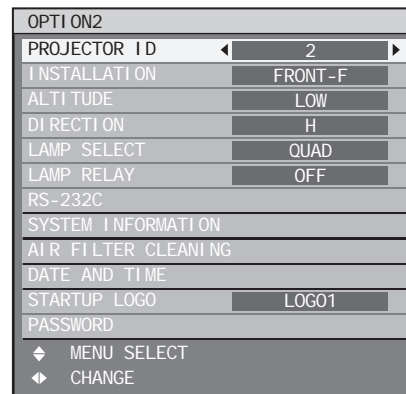 OPTION2
PROJECTOR ID 2
INSTALLATION FRONT-F
ALTITUDE LOW
DIRECTION H
LAMP SELECT QUAD
LAMP RELAY OFF
RS-232C
SYSTEM INFORMATION
AIR FILTER CLEANING
DATE AND TIME
STARTUP LOGO LOGO1
PASSWORD
MENU SELECT
CHANGE